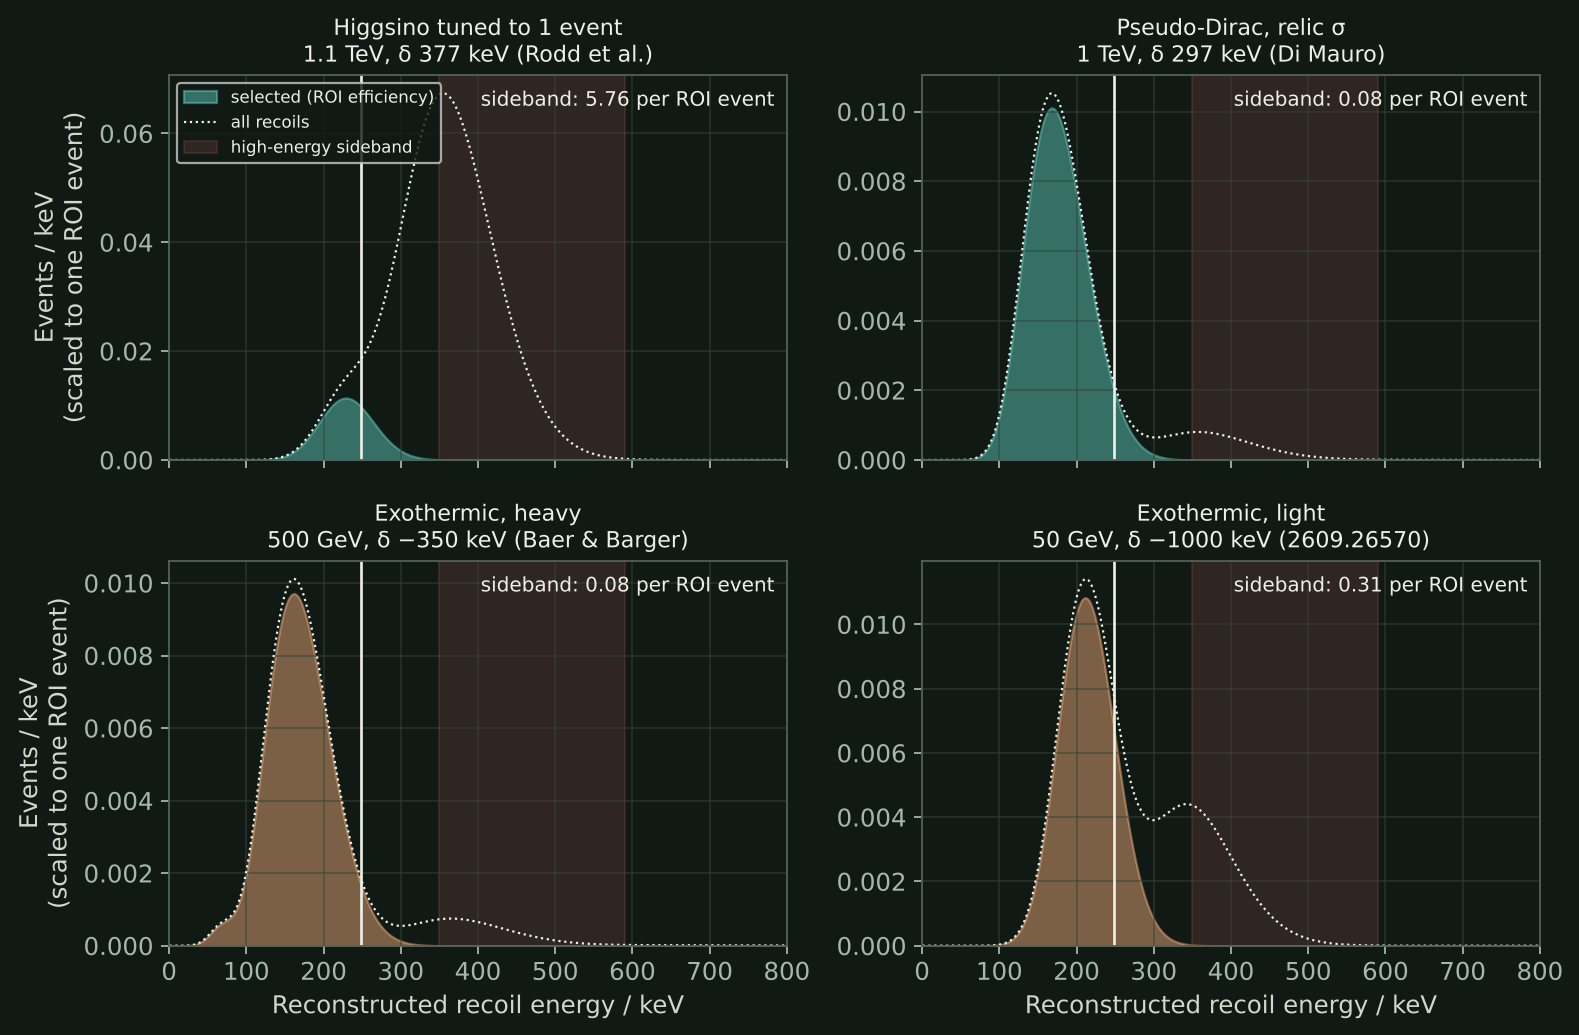 Higgsino tuned to 1 event
1.1 TeV, δ 377 keV (Rodd et al.)
selected (ROI efficiency)
all recoils
high-energy sideband
sideband: 5.76 per ROI event
Events / keV
(scaled to one ROI event)
0.06
0.04
0.02
0.00
Pseudo-Dirac, relic σ
1 TeV, δ 297 keV (Di Mauro)
sideband: 0.08 per ROI event
0.010
0.008
0.006
0.004
0.002
0.000
Exothermic, heavy
500 GeV, δ −350 keV (Baer & Barger)
sideband: 0.08 per ROI event
Events / keV
(scaled to one ROI event)
0.010
0.008
0.006
0.004
0.002
0.000
0 100 200 300 400 500 600 700 800
Reconstructed recoil energy / keV
Exothermic, light
50 GeV, δ −1000 keV (2609.26570)
sideband: 0.31 per ROI event
0.010
0.008
0.006
0.004
0.002
0.000
0 100 200 300 400 500 600 700 800
Reconstructed recoil energy / keV